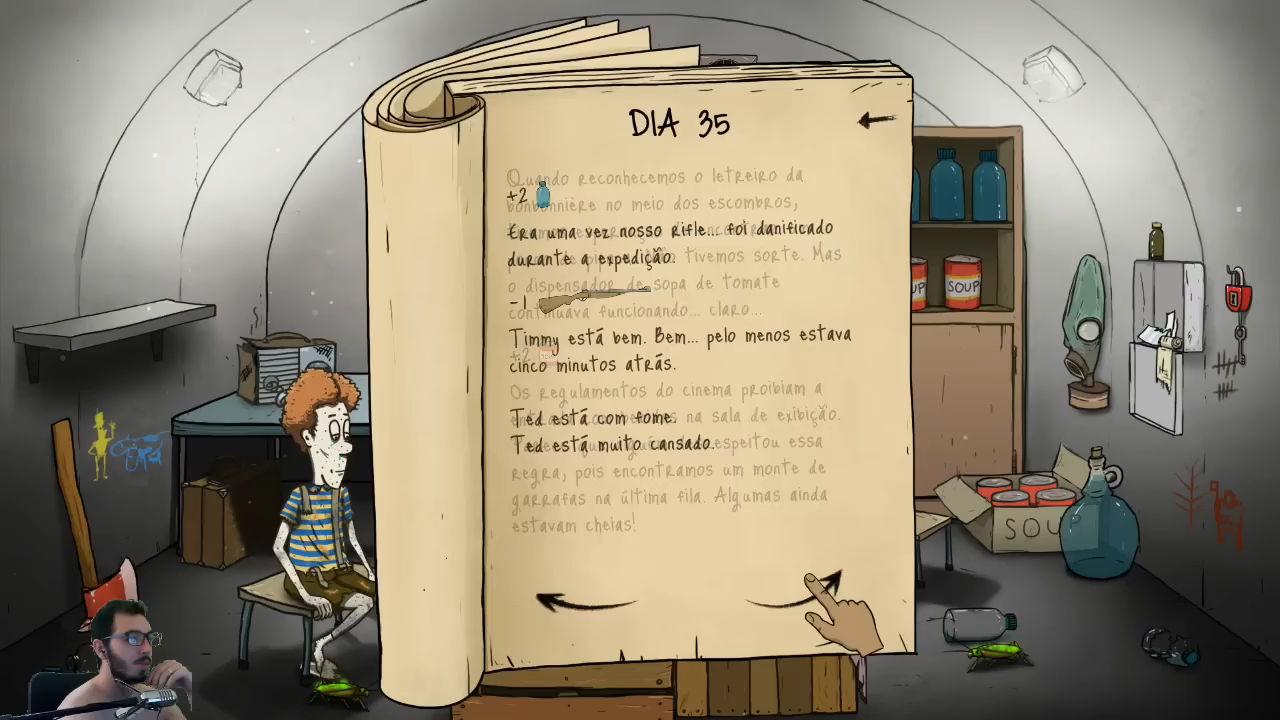 DIA 35
Quando reconhecemos o letreiro da
+2
bonbonnière no meio dos escombros,
Era uma vez nosso rifle... foi danificado
durante a expedição.
tivemos sorte. Mas
o dispensador de sopa de tomate
-1
continuava funcionando... claro...
Timmy está bem. Bem... pelo menos estava
+2
cinco minutos atrás.
Os regulamentos do cinema proibiam a
Ted está com fome.
na sala de exibição.
Ted está muito cansado.
respeitou essa
regra, pois encontramos um monte de
garrafas na última fila. Algumas ainda
estavam cheias!
SOUP
SOUP